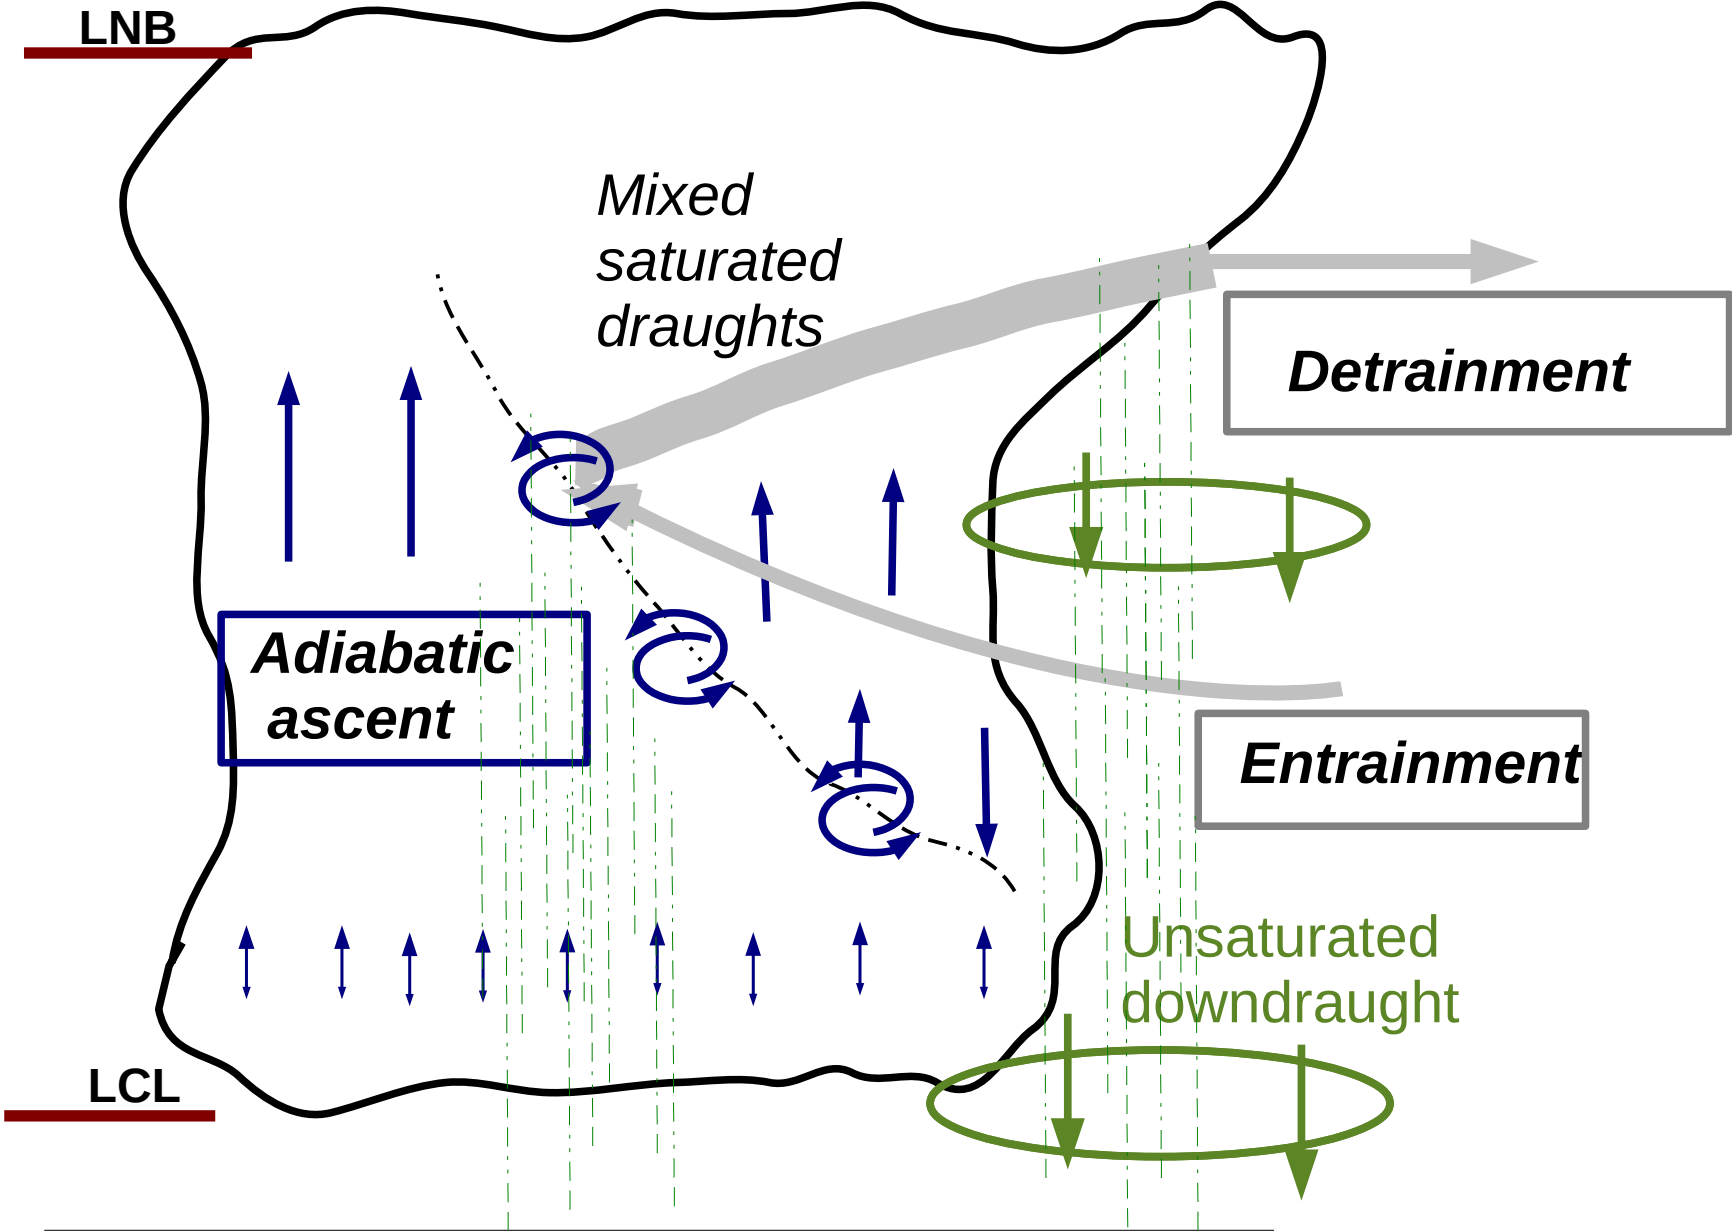 LNB
Mixed
saturated
draughts
Detrainment
Adiabatic
ascent
Entrainment
Unsaturated
downdraught
LCL